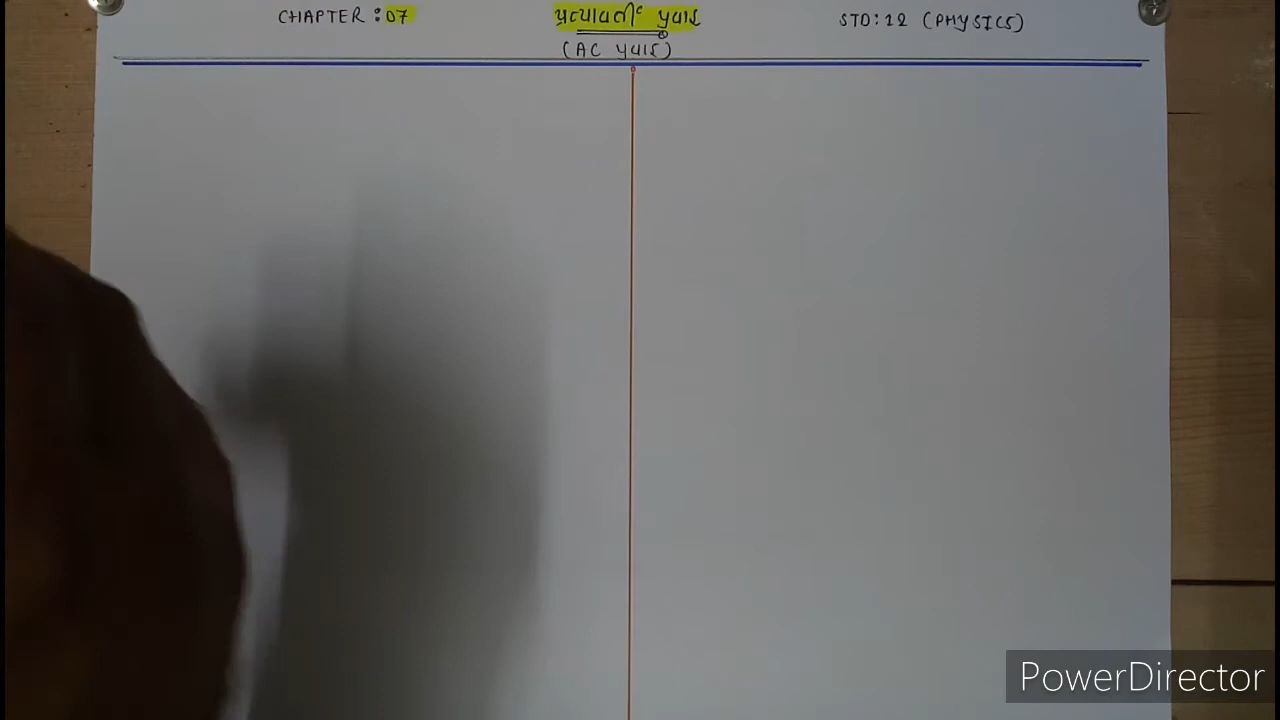 CHAPTER : 07
પ્રત્યાવર્તી પ્રવાહ
STD : 12 (PHYSICS)
(AC પ્રવાહ)
PowerDirector